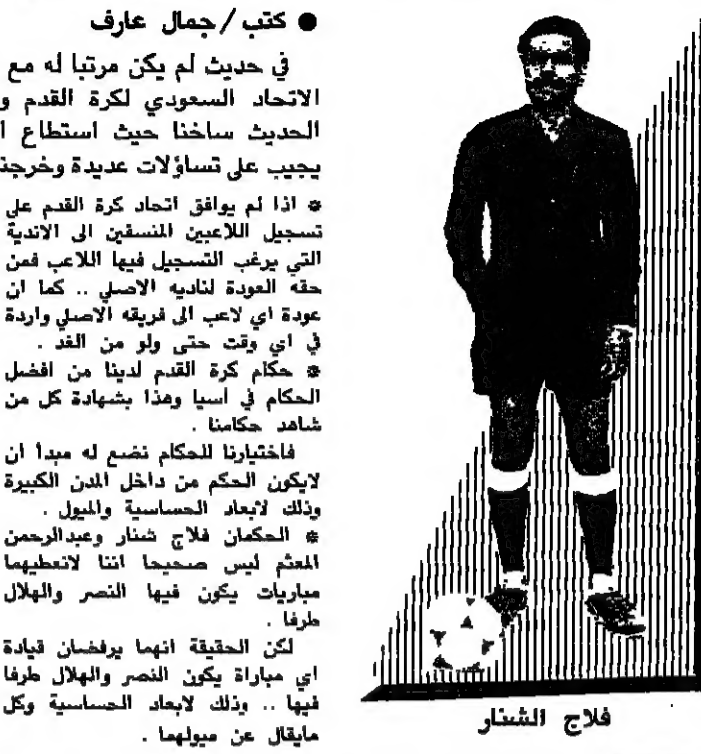 ● كتب/جمال عارف
في حديث لم يكن مرتبا له مع
الاتحاد السعودي لكرة القدم و
الحديث ساخنا حيث استطاع ا
يجيب على تساؤلات عديدة وخرجنا
* اذا لم يوافق اتحاد كرة القدم على
تسجيل اللاعبين المنسقين الى الاندية
التي يرغب التسجيل فيها اللاعب فمن
حقه العودة لناديه الاصلي .. كما ان
عودة اي لاعب الى فريقه الاصلي واردة
في اي وقت حتى ولو من الغد .
* حكام كرة القدم لدينا من افضل
الحكام في آسيا وهذا بشهادة كل من
شاهد حكامنا .
فاختيارنا للحكام نضع له مبدأ ان
لايكون الحكم من داخل المدن الكبيرة
وذلك لابعاد الحساسية والميول .
* الحكمان فلاج شنار وعبدالرحمن
المعثم ليس صحيحا اننا لانعطيهما
مباريات يكون فيها النصر والهلال
طرفا .
لكن الحقيقة انهما يرفضان قيادة
اي مباراة يكون النصر والهلال طرفا
فيها .. وذلك لابعاد الحساسية وكل
مايقال عن ميولهما .
فلاج الشنار